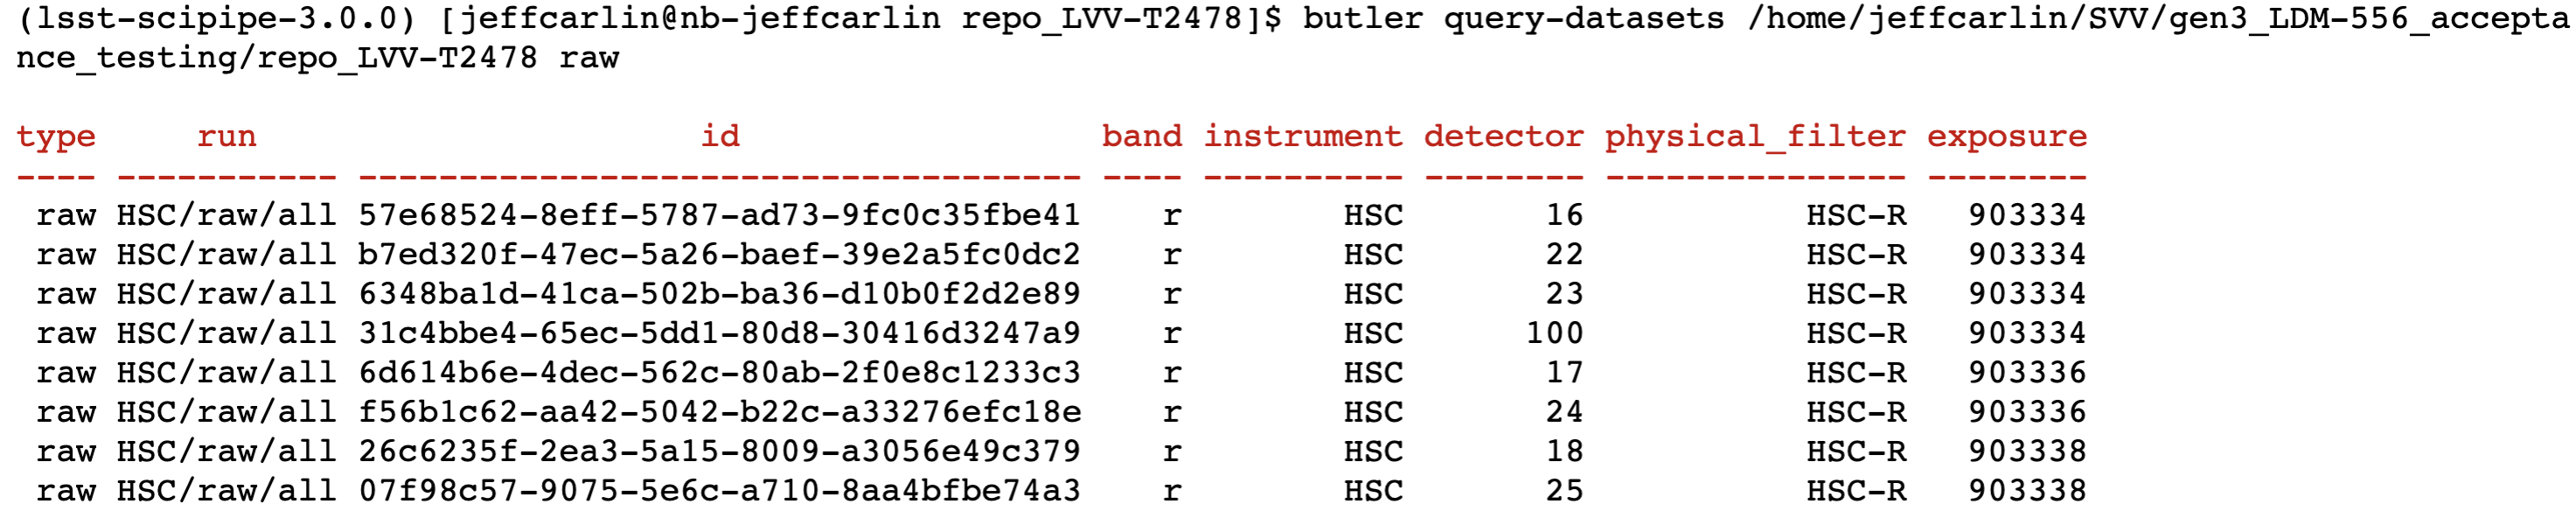 (lsst-scipipe-3.0.0) [jeffcarlin@nb-jeffcarlin repo_LVV-T2478]$ butler query-datasets /home/jeffcarlin/SVV/gen3_LDM-556_accepta
nce_testing/repo_LVV-T2478 raw
type run id band instrument detector physical_filter exposure
---- ----------- ------------------------------------ ---- ---------- -------- --------------- --------
raw HSC/raw/all 57e68524-8eff-5787-ad73-9fc0c35fbe41 r HSC 16 HSC-R 903334
raw HSC/raw/all b7ed320f-47ec-5a26-baef-39e2a5fc0dc2 r HSC 22 HSC-R 903334
raw HSC/raw/all 6348ba1d-41ca-502b-ba36-d10b0f2d2e89 r HSC 23 HSC-R 903334
raw HSC/raw/all 31c4bbe4-65ec-5dd1-80d8-30416d3247a9 r HSC 100 HSC-R 903334
raw HSC/raw/all 6d614b6e-4dec-562c-80ab-2f0e8c1233c3 r HSC 17 HSC-R 903336
raw HSC/raw/all f56b1c62-aa42-5042-b22c-a33276efc18e r HSC 24 HSC-R 903336
raw HSC/raw/all 26c6235f-2ea3-5a15-8009-a3056e49c379 r HSC 18 HSC-R 903338
raw HSC/raw/all 07f98c57-9075-5e6c-a710-8aa4bfbe74a3 r HSC 25 HSC-R 903338